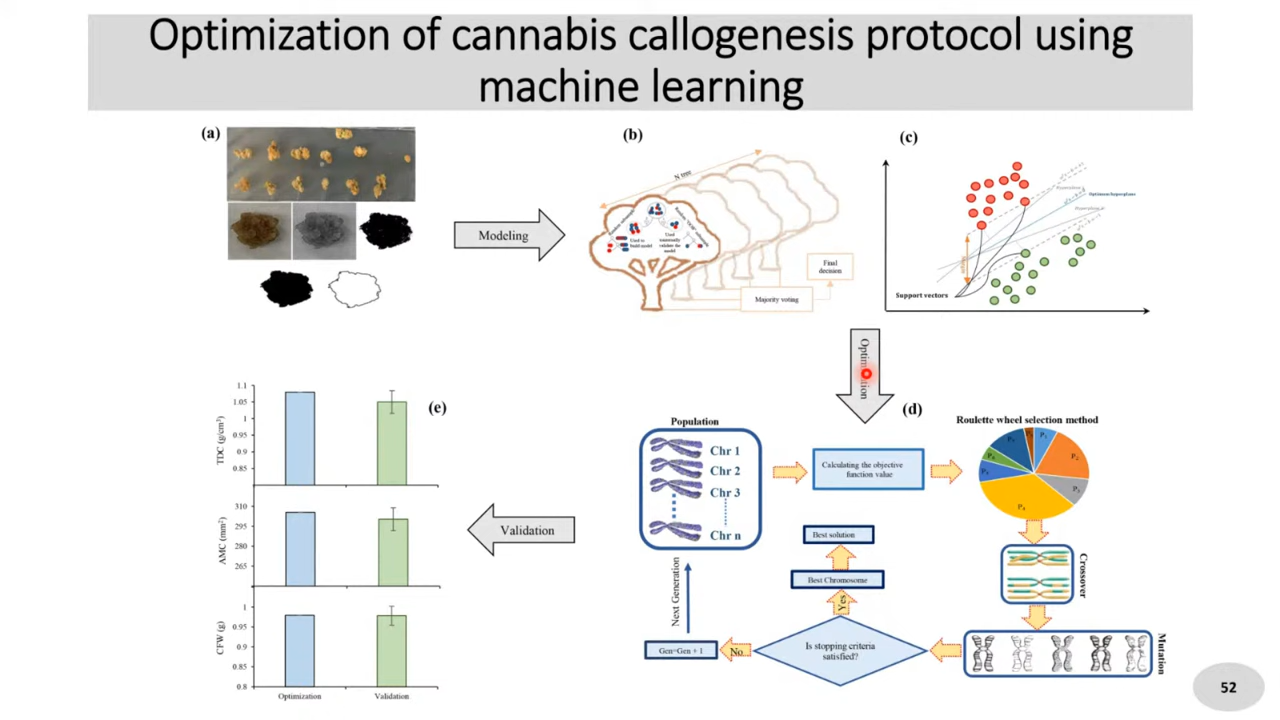 Optimization of cannabis callogenesis protocol using
machine learning
(a)
Modeling
(b)
N tree
Used to
build model
Used
internally
validate the
model
Majority voting
Final
decision
(c)
Optimum hyperplane
Support vectors
(d)
Population
Chr 1
Chr 2
Chr 3
Chr n
Calculating the objective
function value
Roulette wheel selection method
Crossover
Mutation
Is stopping criteria
satisfied?
Yes
Best Chromosome
Best solution
No
Gen=Gen + 1
Next Generation
Validation
(e)
TDC (g/cm²)
1.1
1.05
1
0.95
0.9
0.85
AMC (mm²)
310
295
280
265
CFW (g)
1
0.95
0.9
0.85
0.8
Optimization
Validation
52